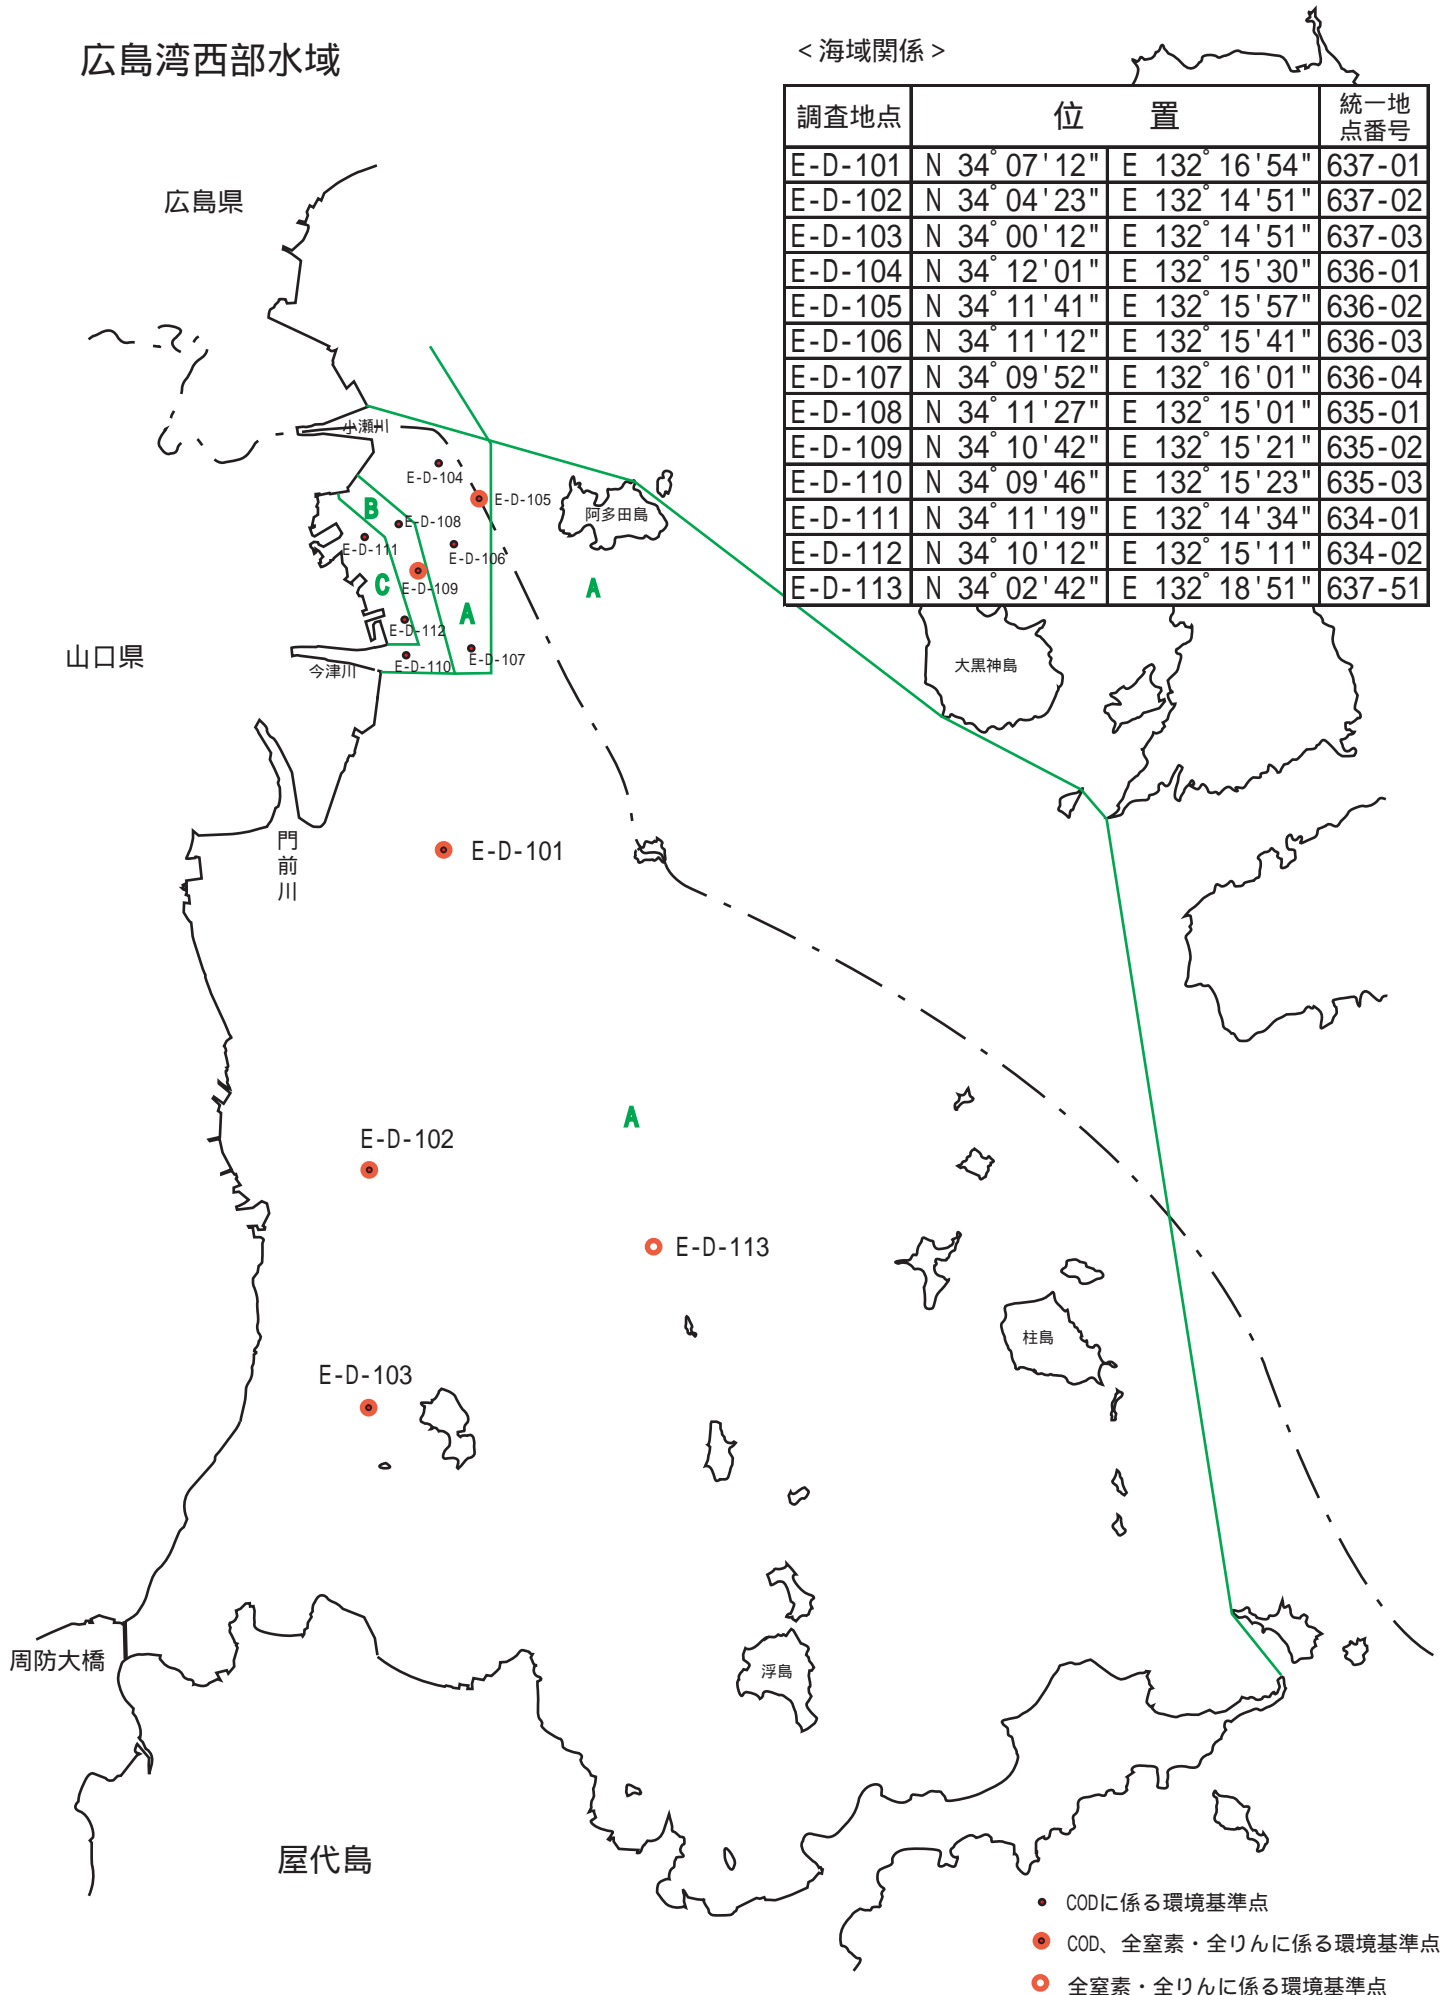 広島湾西部水域
＜海域関係＞
調査地点 位 置 統一地点番号
E-D-101 N 34°07'12" E 132°16'54" 637-01
E-D-102 N 34°04'23" E 132°14'51" 637-02
E-D-103 N 34°00'12" E 132°14'51" 637-03
E-D-104 N 34°12'01" E 132°15'30" 636-01
E-D-105 N 34°11'41" E 132°15'57" 636-02
E-D-106 N 34°11'12" E 132°15'41" 636-03
E-D-107 N 34°09'52" E 132°16'01" 636-04
E-D-108 N 34°11'27" E 132°15'01" 635-01
E-D-109 N 34°10'42" E 132°15'21" 635-02
E-D-110 N 34°09'46" E 132°15'23" 635-03
E-D-111 N 34°11'19" E 132°14'34" 634-01
E-D-112 N 34°10'12" E 132°15'11" 634-02
E-D-113 N 34°02'42" E 132°18'51" 637-51
広島県
小瀬川
E-D-104
E-D-105
阿多田島
B
E-D-108
E-D-111
E-D-106
C
E-D-109
A
A
E-D-112
山口県
今津川
E-D-110
E-D-107
大黒神島
門前川
E-D-101
A
E-D-102
E-D-113
柱島
E-D-103
周防大橋
浮島
屋代島
CODに係る環境基準点
COD、全窒素・全りんに係る環境基準点
全窒素・全りんに係る環境基準点